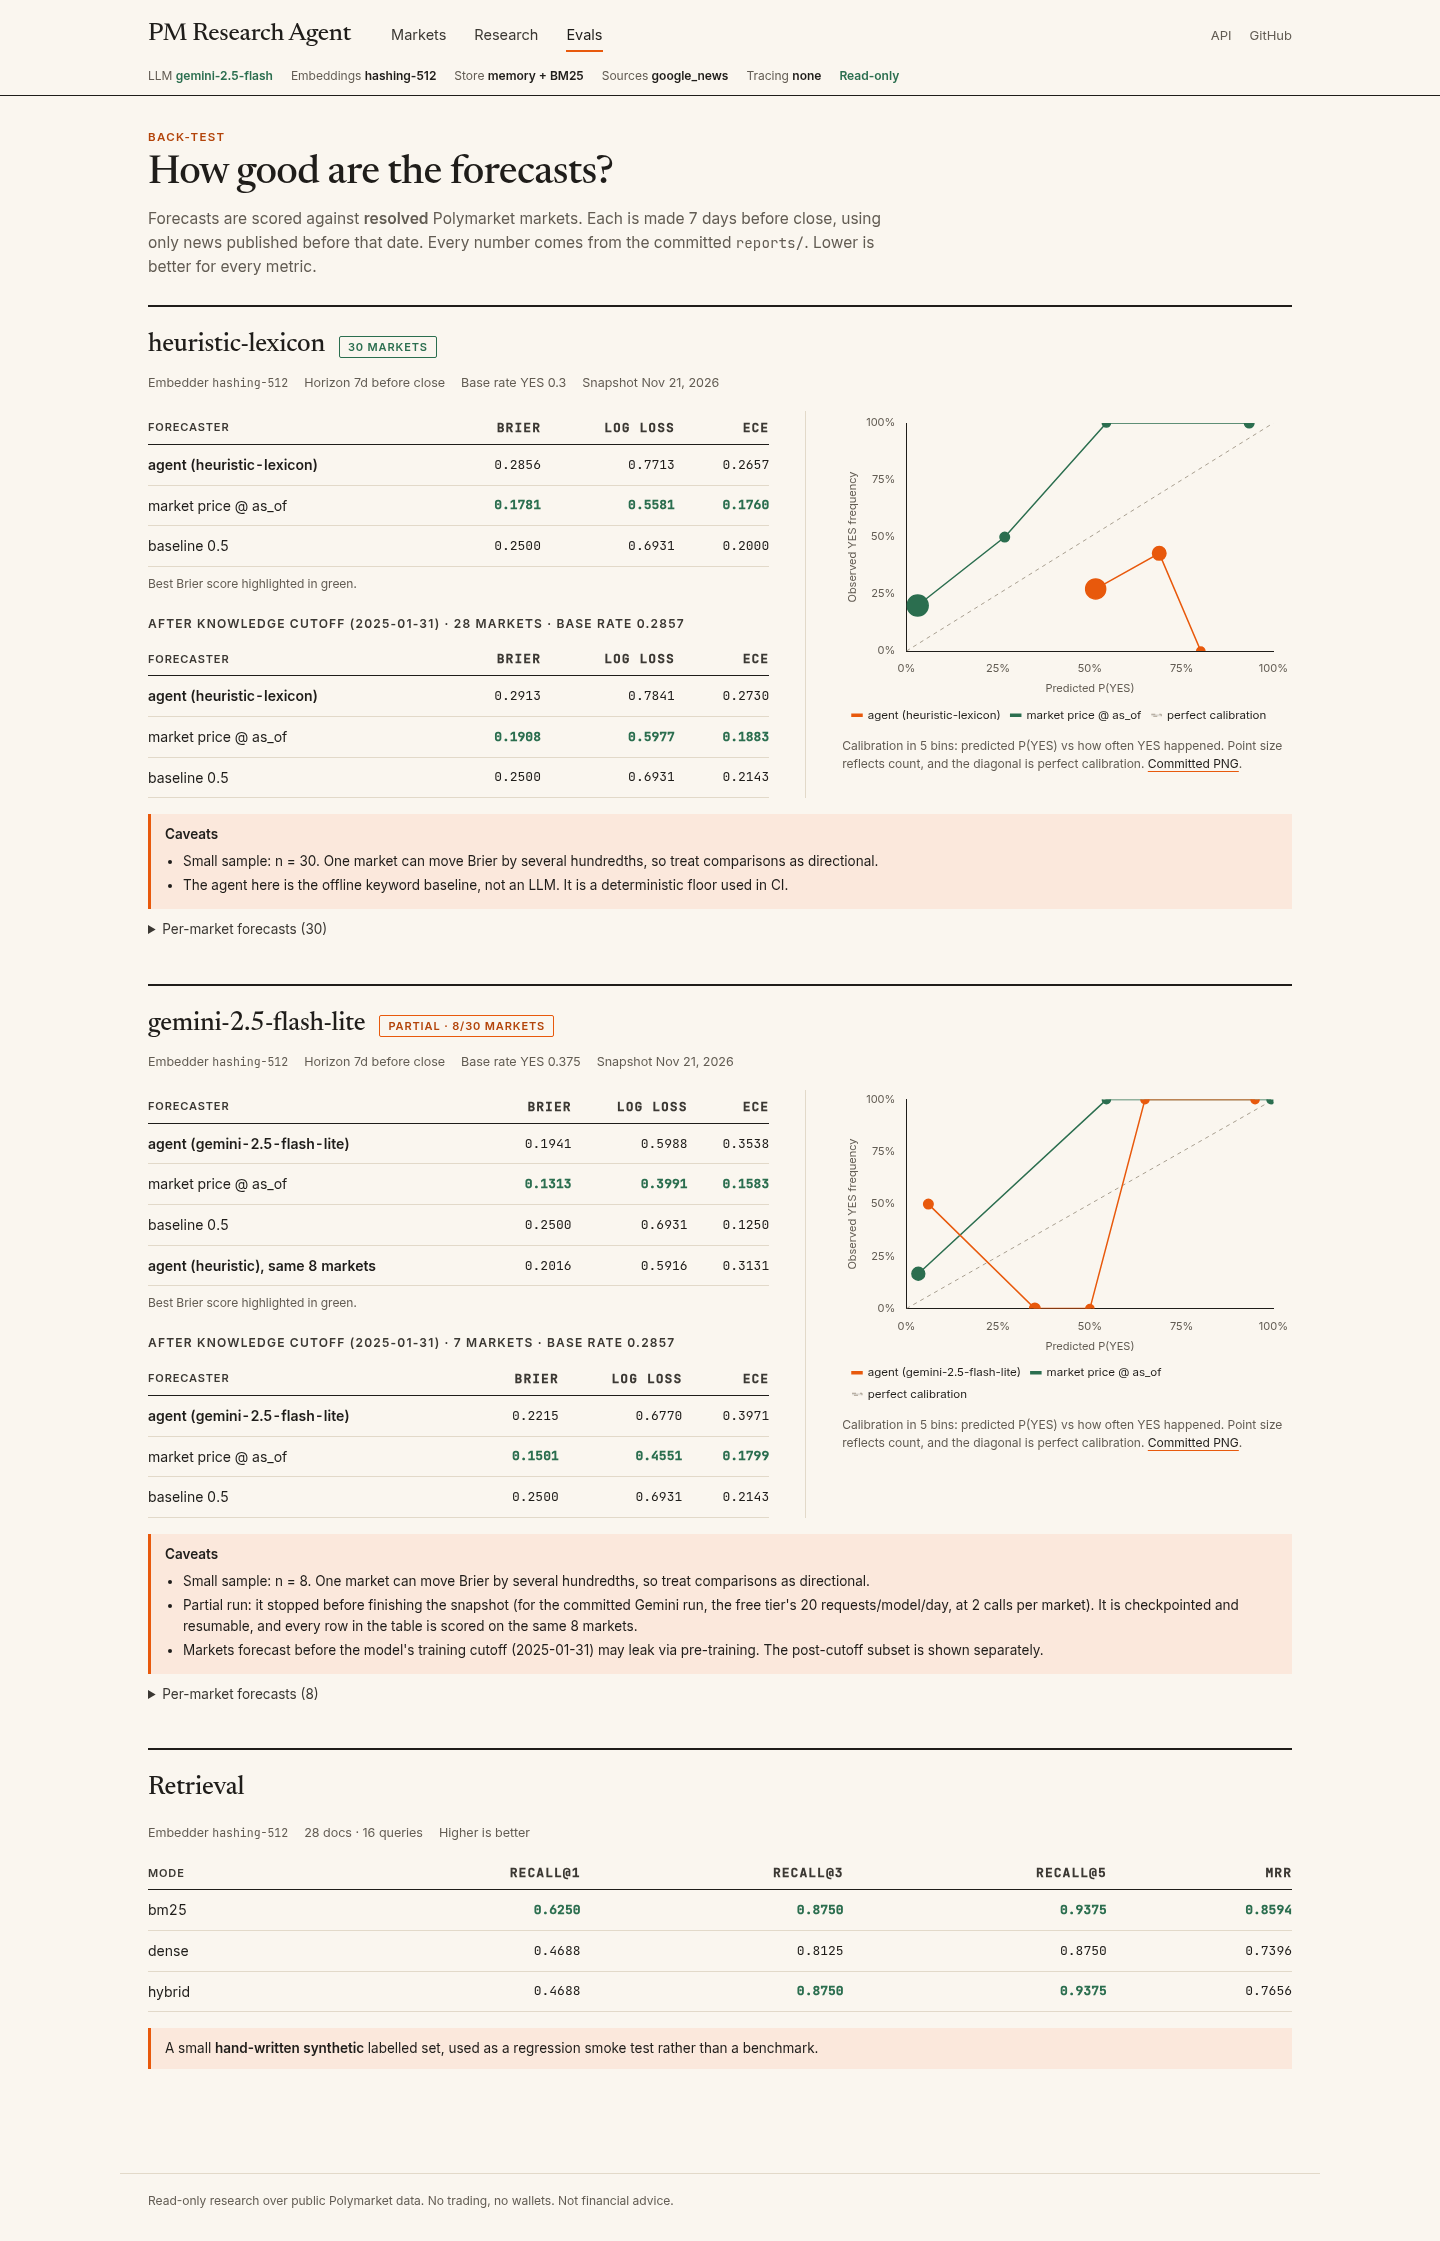 PM Research Agent Markets Research Evals API GitHub
LLM gemini-2.5-flash Embeddings hashing-512 Store memory + BM25 Sources google_news Tracing none Read-only
BACK-TEST
How good are the forecasts?
Forecasts are scored against resolved Polymarket markets. Each is made 7 days before close, using
only news published before that date. Every number comes from the committed reports/. Lower is
better for every metric.
heuristic-lexicon 30 MARKETS
Embedder hashing-512 Horizon 7d before close Base rate YES 0.3 Snapshot Nov 21, 2026
FORECASTER BRIER LOG LOSS ECE
agent (heuristic-lexicon) 0.2856 0.7713 0.2657
market price @ as_of 0.1781 0.5581 0.1760
baseline 0.5 0.2500 0.6931 0.2000
Best Brier score highlighted in green.
AFTER KNOWLEDGE CUTOFF (2025-01-31) · 28 MARKETS · BASE RATE 0.2857
FORECASTER BRIER LOG LOSS ECE
agent (heuristic-lexicon) 0.2913 0.7841 0.2730
market price @ as_of 0.1908 0.5977 0.1883
baseline 0.5 0.2500 0.6931 0.2143
Observed YES frequency
100%
75%
50%
25%
0%
0% 25% 50% 75% 100%
Predicted P(YES)
agent (heuristic-lexicon) market price @ as_of perfect calibration
Calibration in 5 bins: predicted P(YES) vs how often YES happened. Point size
reflects count, and the diagonal is perfect calibration. Committed PNG.
Caveats
• Small sample: n = 30. One market can move Brier by several hundredths, so treat comparisons as directional.
• The agent here is the offline keyword baseline, not an LLM. It is a deterministic floor used in CI.
Per-market forecasts (30)
gemini-2.5-flash-lite PARTIAL · 8/30 MARKETS
Embedder hashing-512 Horizon 7d before close Base rate YES 0.375 Snapshot Nov 21, 2026
FORECASTER BRIER LOG LOSS ECE
agent (gemini-2.5-flash-lite) 0.1941 0.5988 0.3538
market price @ as_of 0.1313 0.3991 0.1583
baseline 0.5 0.2500 0.6931 0.1250
agent (heuristic), same 8 markets 0.2016 0.5916 0.3131
Best Brier score highlighted in green.
AFTER KNOWLEDGE CUTOFF (2025-01-31) · 7 MARKETS · BASE RATE 0.2857
FORECASTER BRIER LOG LOSS ECE
agent (gemini-2.5-flash-lite) 0.2215 0.6770 0.3971
market price @ as_of 0.1501 0.4551 0.1799
baseline 0.5 0.2500 0.6931 0.2143
Observed YES frequency
100%
75%
50%
25%
0%
0% 25% 50% 75% 100%
Predicted P(YES)
agent (gemini-2.5-flash-lite) market price @ as_of
perfect calibration
Calibration in 5 bins: predicted P(YES) vs how often YES happened. Point size
reflects count, and the diagonal is perfect calibration. Committed PNG.
Caveats
• Small sample: n = 8. One market can move Brier by several hundredths, so treat comparisons as directional.
• Partial run: it stopped before finishing the snapshot (for the committed Gemini run, the free tier's 20 requests/model/day, at 2 calls per market). It is checkpointed and
resumable, and every row in the table is scored on the same 8 markets.
• Markets forecast before the model's training cutoff (2025-01-31) may leak via pre-training. The post-cutoff subset is shown separately.
Per-market forecasts (8)
Retrieval
Embedder hashing-512 28 docs · 16 queries Higher is better
MODE RECALL@1 RECALL@3 RECALL@5 MRR
bm25 0.6250 0.8750 0.9375 0.8594
dense 0.4688 0.8125 0.8750 0.7396
hybrid 0.4688 0.8750 0.9375 0.7656
A small hand-written synthetic labelled set, used as a regression smoke test rather than a benchmark.
Read-only research over public Polymarket data. No trading, no wallets. Not financial advice.